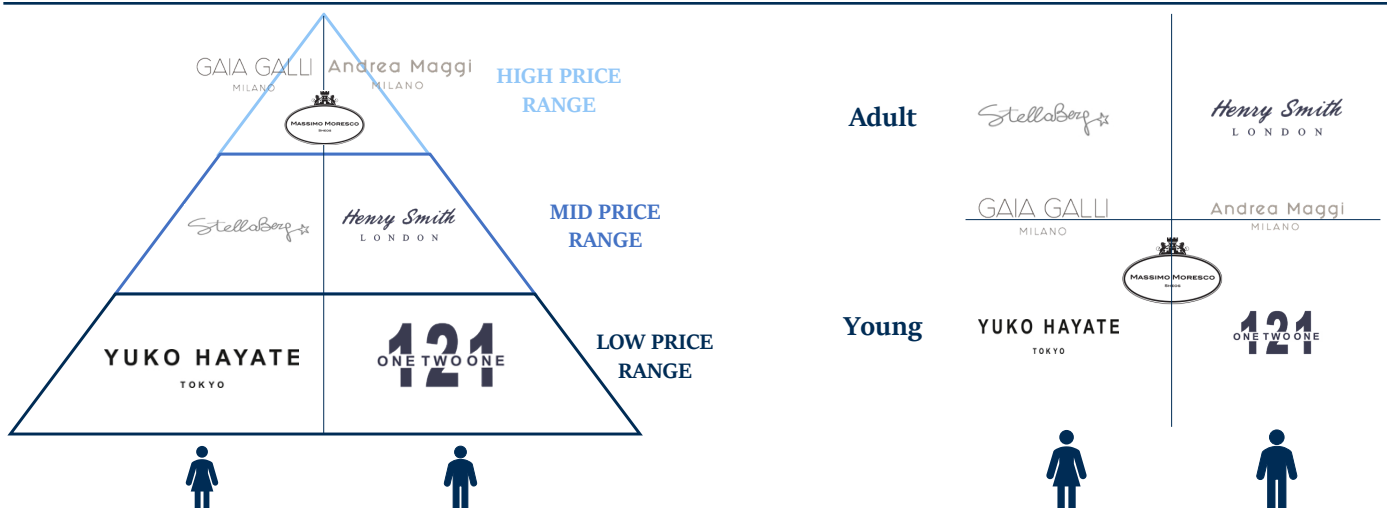 GAIA GALLI
MILANO
Andrea Maggi
MILANO
MASSIMO MORESCO
SHOES
HIGH PRICE
RANGE
StellaBerg
Henry Smith
LONDON
MID PRICE
RANGE
YUKO HAYATE
TOKYO
121
ONE TWO ONE
LOW PRICE
RANGE
Adult
StellaBerg
Henry Smith
LONDON
GAIA GALLI
MILANO
Andrea Maggi
MILANO
MASSIMO MORESCO
SHOES
Young
YUKO HAYATE
TOKYO
121
ONE TWO ONE